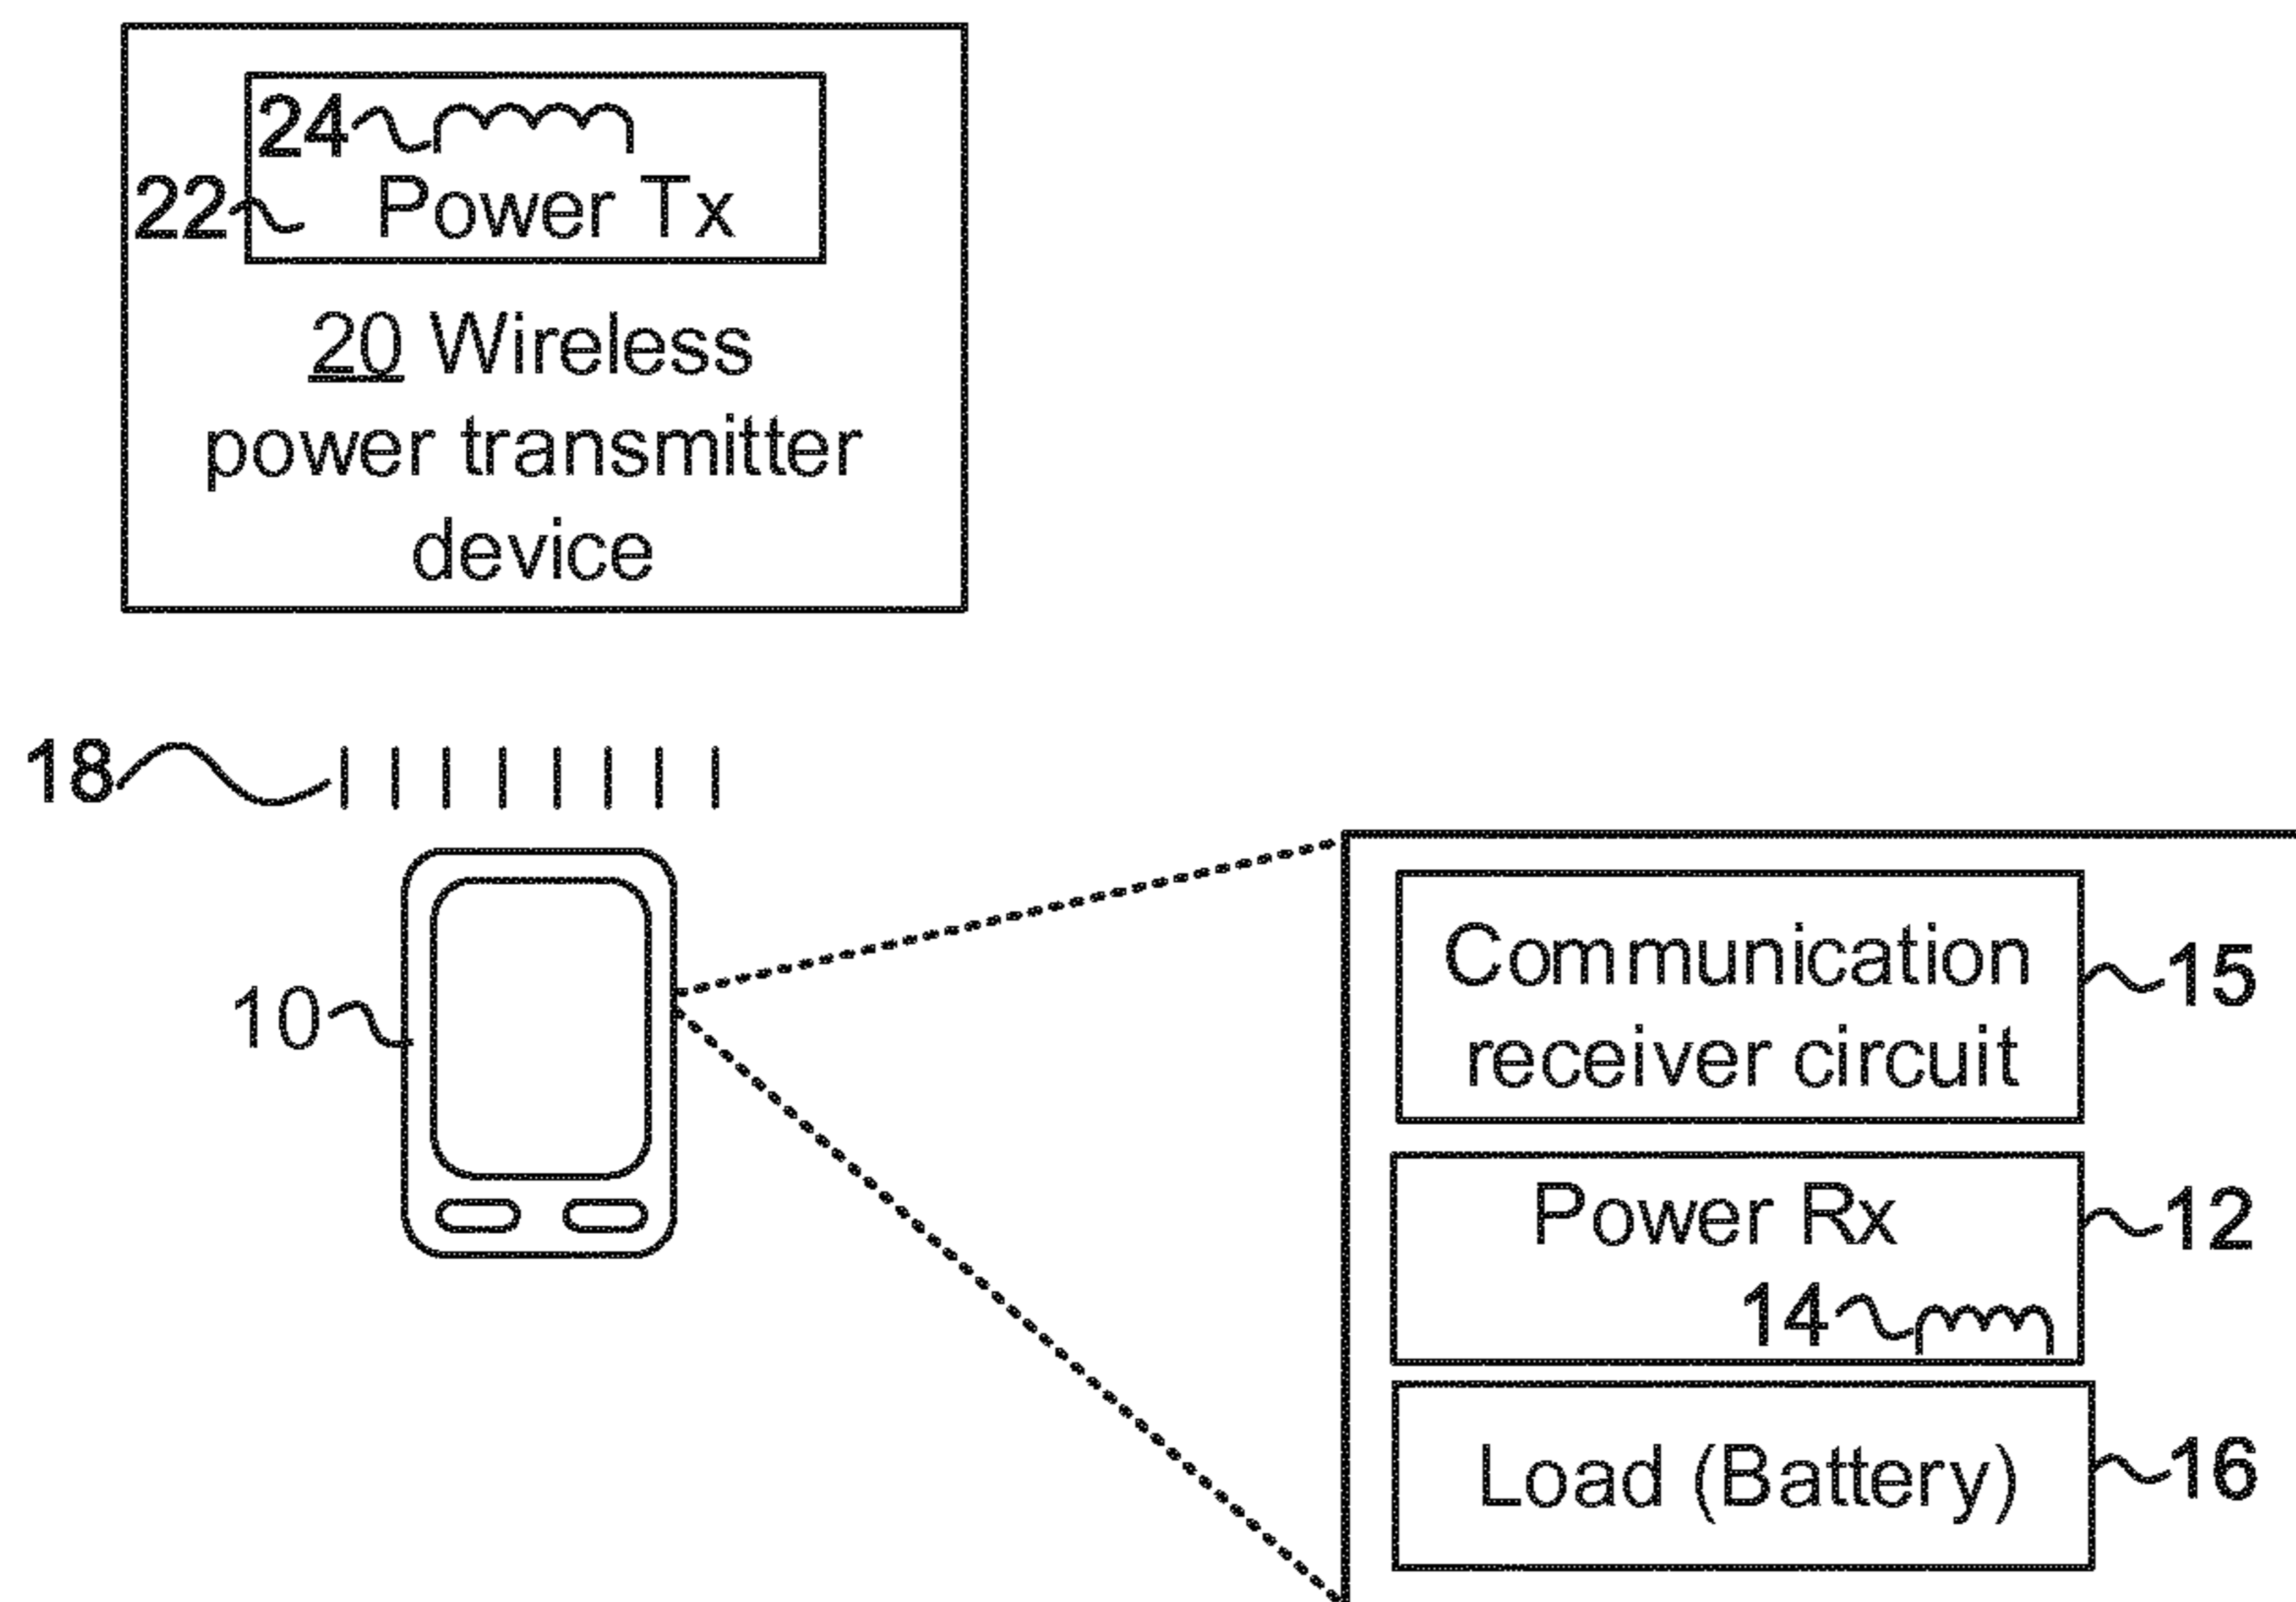 24
22 Power Tx
20 Wireless
power transmitter
device
18
10
Communication
receiver circuit
15
Power Rx
12
14
Load (Battery)
16